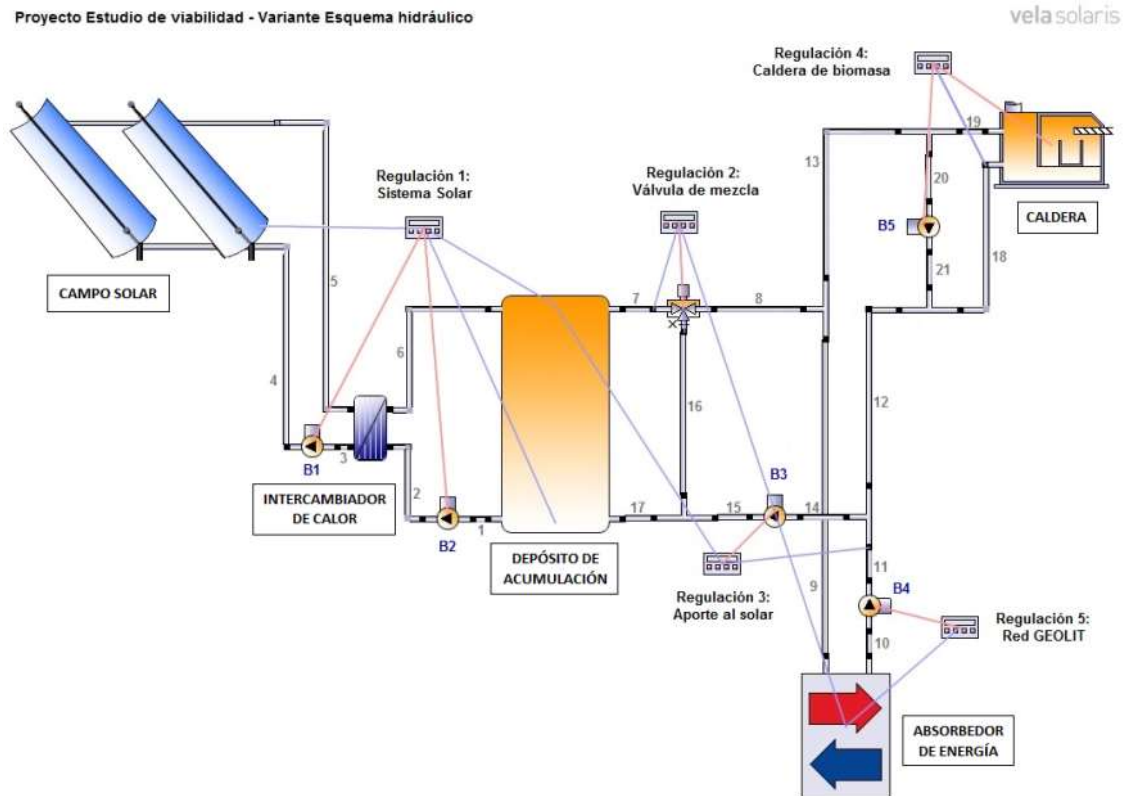 Proyecto Estudio de viabilidad - Variante Esquema hidráulico
velasolaris
Regulación 4:
Caldera de biomasa
19
13
20
Regulación 1:
Sistema Solar
Regulación 2:
Válvula de mezcla
CALDERA
B5
18
21
5
CAMPO SOLAR
7
8
6
4
16
12
B1
3
INTERCAMBIADOR
DE CALOR
2
B2
1
17
15
B3
14
DEPÓSITO DE
ACUMULACIÓN
11
9
B4
Regulación 3:
Aporte al solar
10
Regulación 5:
Red GEOLIT
ABSORBEDOR
DE ENERGÍA